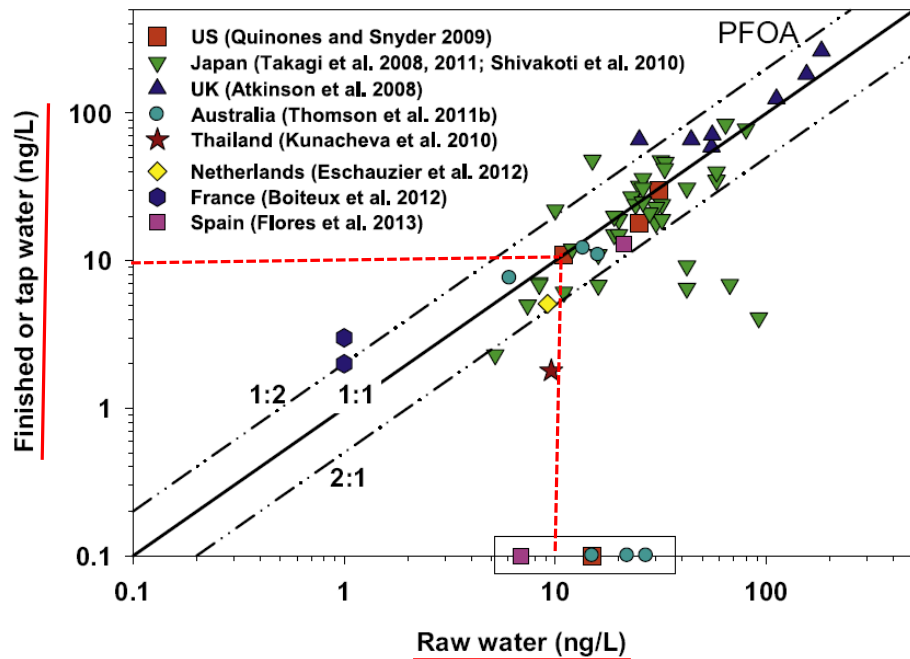 PFOA
US (Quinones and Snyder 2009)
Japan (Takagi et al. 2008, 2011; Shivakoti et al. 2010)
UK (Atkinson et al. 2008)
Australia (Thomson et al. 2011b)
Thailand (Kunacheva et al. 2010)
Netherlands (Eschauzier et al. 2012)
France (Boiteux et al. 2012)
Spain (Flores et al. 2013)
Finished or tap water (ng/L)
100
10
1
0.1
1:2
1:1
2:1
0.1
1
10
100
Raw water (ng/L)